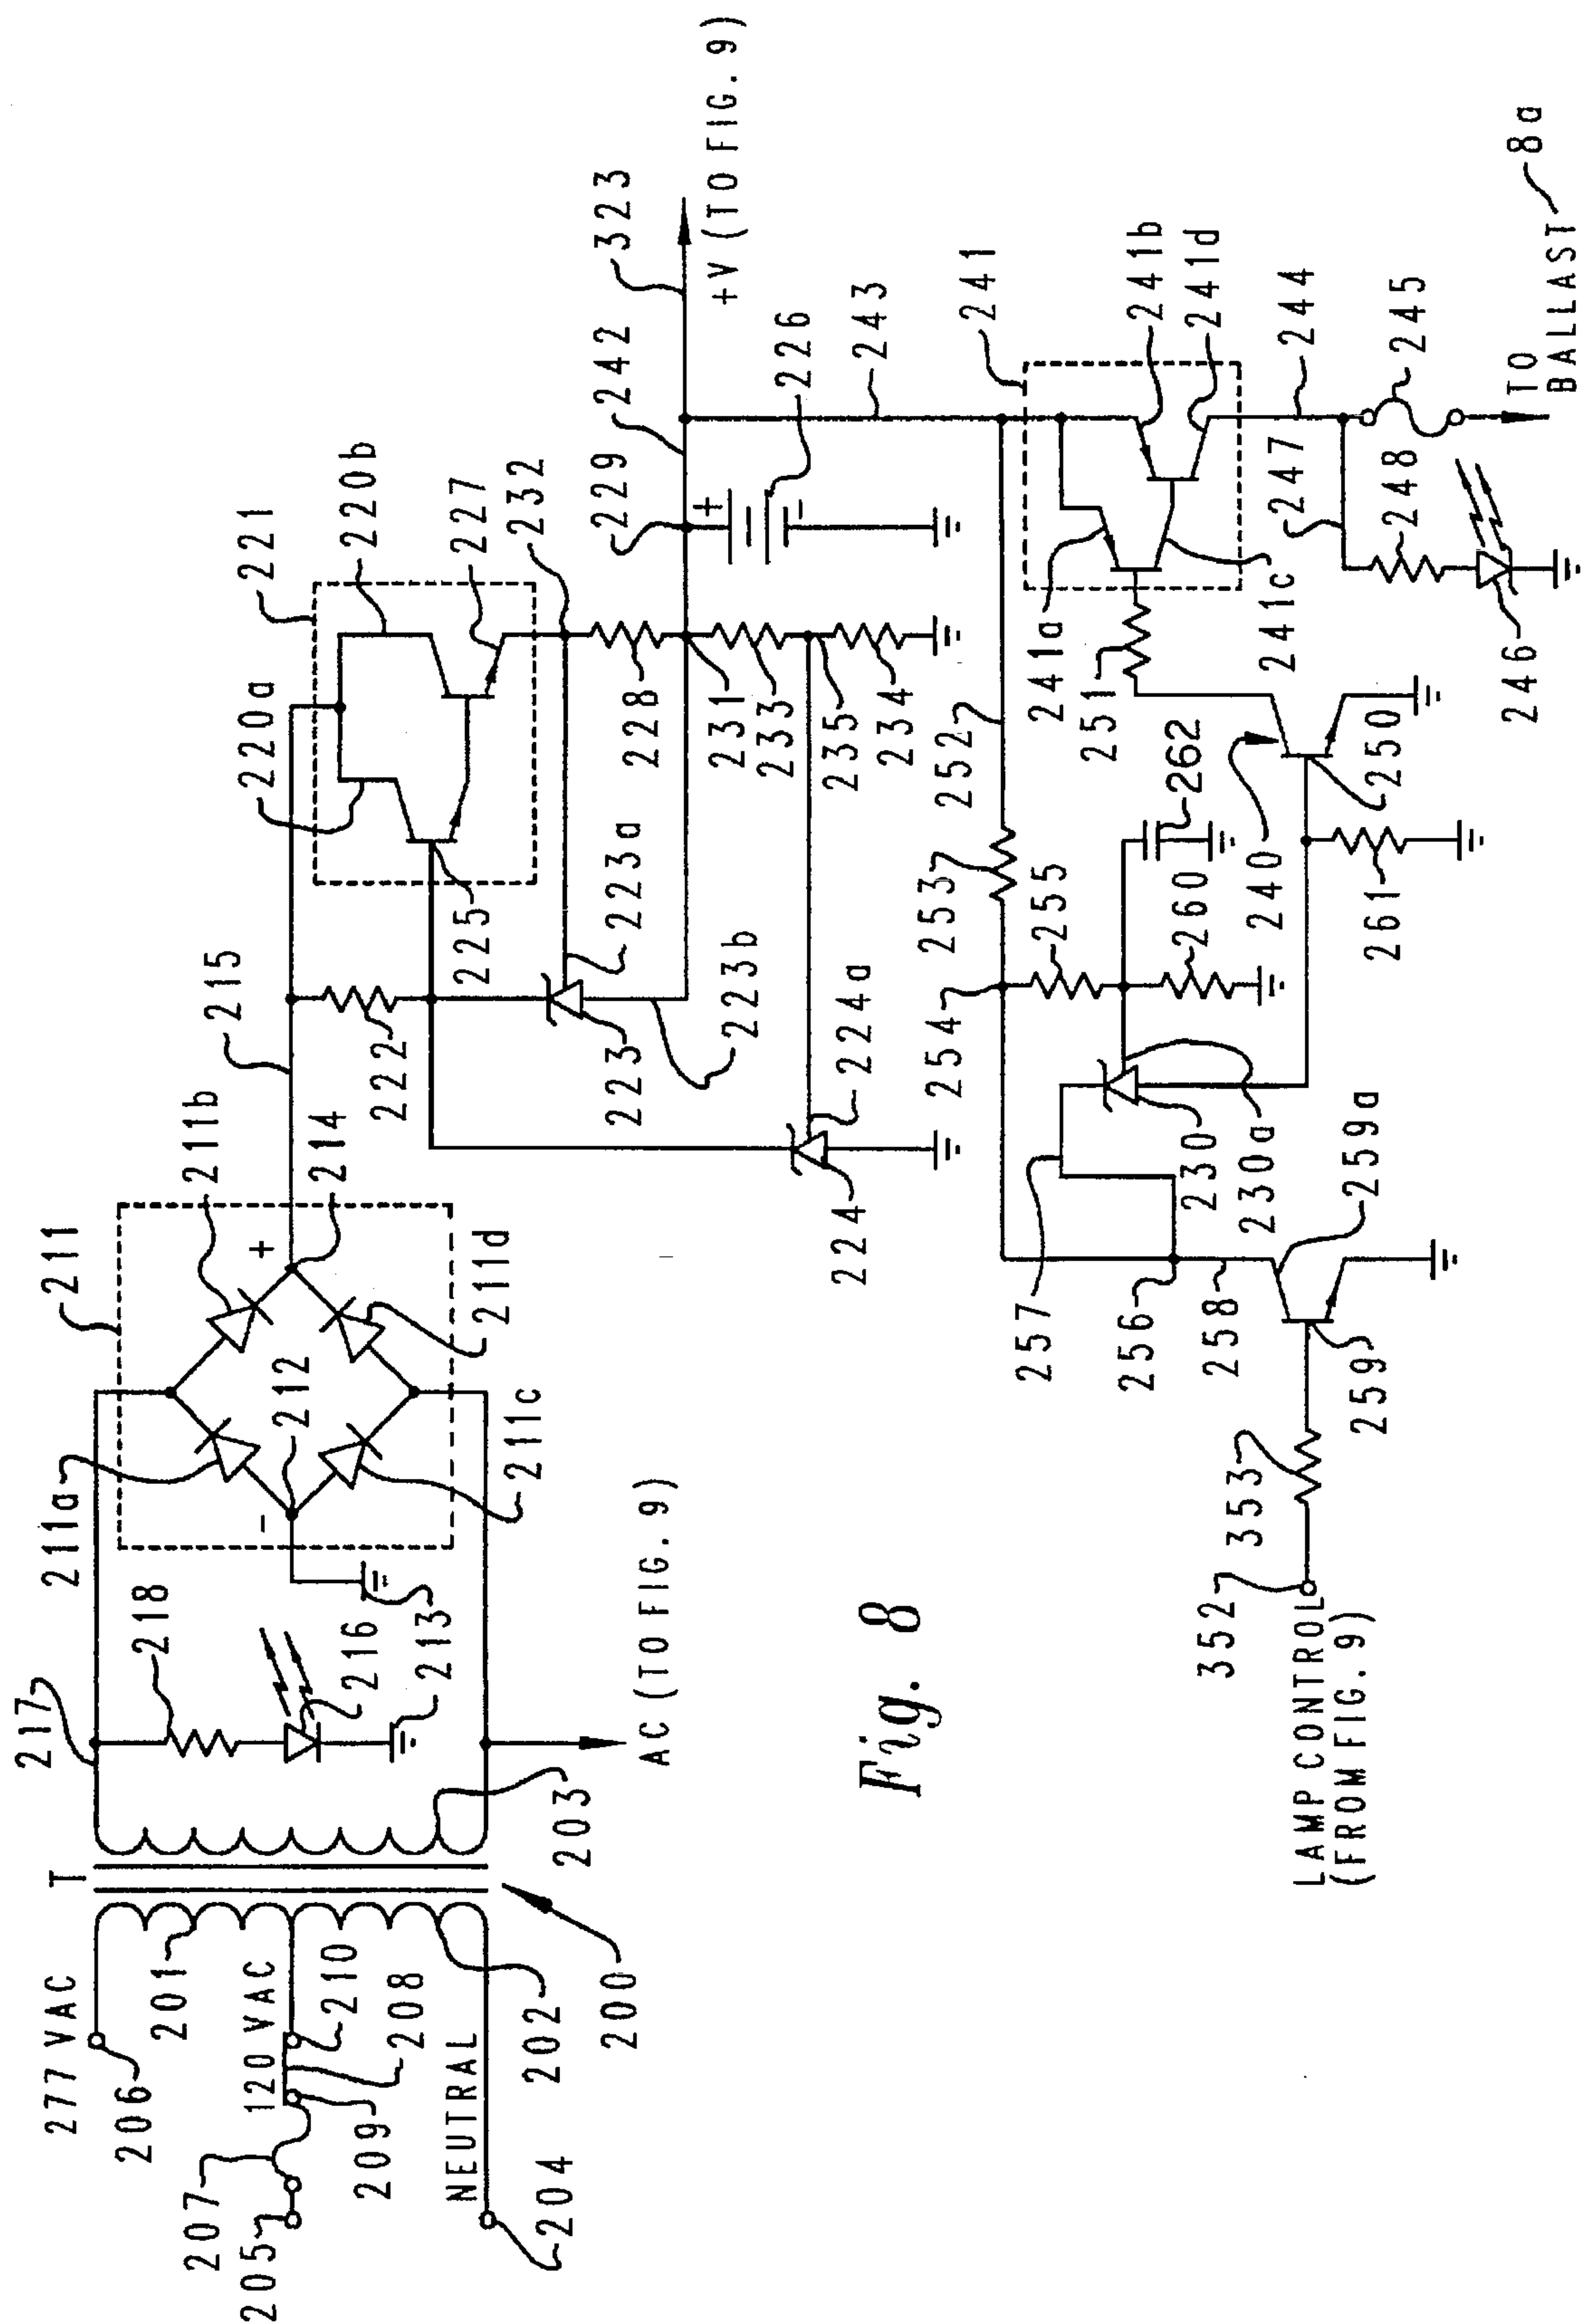 277 VAC
206
201
T
217
218
216
213
211
211a
211b
+
-
214
212
211d
211c
215
221
220a
220b
227
232
207
205
120 VAC
210
208
209
NEUTRAL
204
202
200
203
AC (TO FIG. 9)
222
225
223a
223
223b
224a
224
228
231
233
235
234
229
+
-
242
226
323
+V (TO FIG. 9)
243
252
253
254
255
241
241a
241b
241d
241c
251
244
245
247
248
246
TO
BALLAST
8a
262
260
240
250
261
230
230a
257
256
258
259a
259
353
352
LAMP CONTROL
(FROM FIG. 9)
Fig. 8